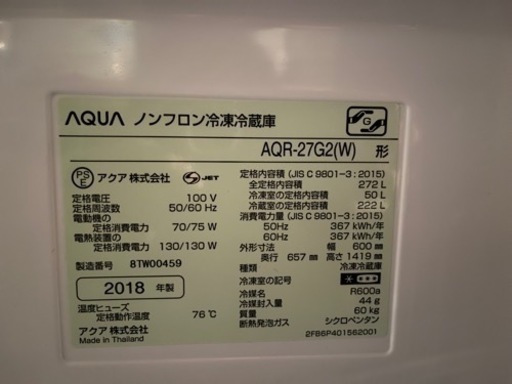 AQUA ノンフロン冷凍冷蔵庫
G
AQR-27G2(W) 形
PSE アクア株式会社 S JET
定格電圧 100 V
定格周波数 50/60 Hz
電動機の
定格消費電力 70/75 W
電熱装置の
定格消費電力 130/130 W
製造番号 8TW00459
2018 年製
温度ヒューズ
定格動作温度 76℃
アクア株式会社
Made in Thailand
定格内容積 (JIS C 9801-3:2015)
全定格内容積 272 L
冷凍室の定格内容積 50 L
冷蔵室の定格内容積 222 L
消費電力量 (JIS C 9801-3:2015)
50Hz 367 kWh/年
60Hz 367 kWh/年
外形寸法 幅 600 mm
奥行 657 mm 高さ 1419 mm
種類 冷凍冷蔵庫
冷凍室の記号
冷媒名 R600a
冷媒封入量 44 g
質量 60 kg
断熱発泡ガス シクロペンタン
2FB6P401562001